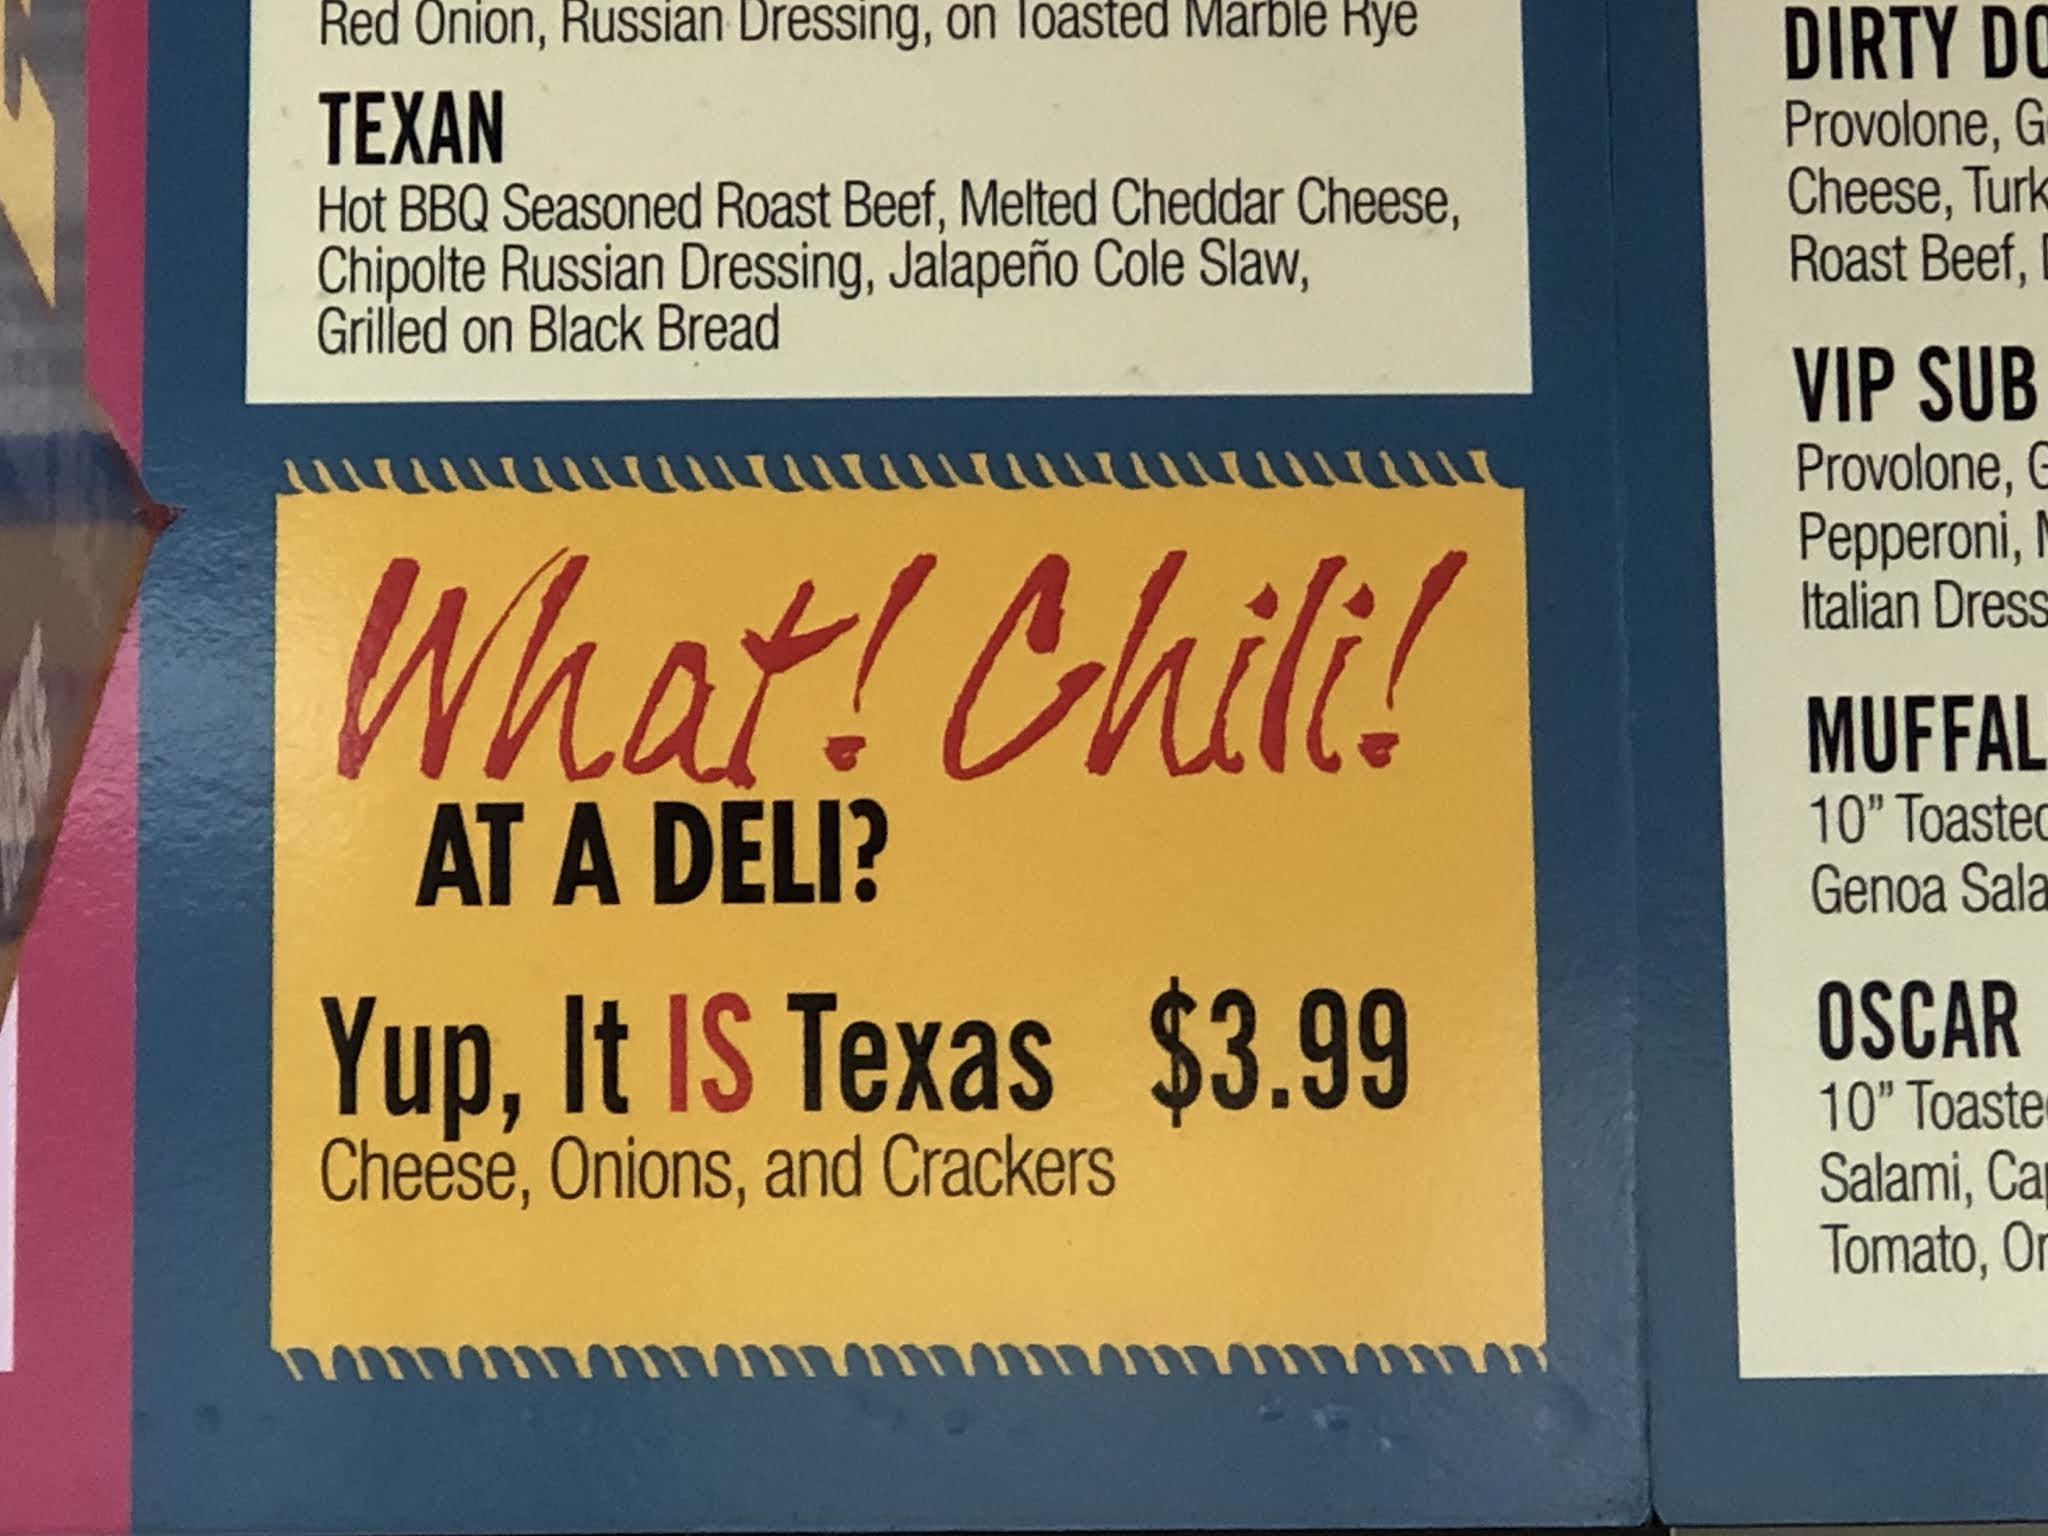 Red Onion, Russian Dressing, on Toasted Marble Rye
TEXAN
Hot BBQ Seasoned Roast Beef, Melted Cheddar Cheese,
Chipolte Russian Dressing, Jalapeño Cole Slaw,
Grilled on Black Bread
What! Chili!
AT A DELI?
Yup, It IS Texas $3.99
Cheese, Onions, and Crackers
DIRTY
Provolone,
Cheese,
Roast Beef,
VIP SUB
Provolone,
Pepperoni,
Italian
10”
Genoa
OSCAR
10”
Salami,
Tomato,